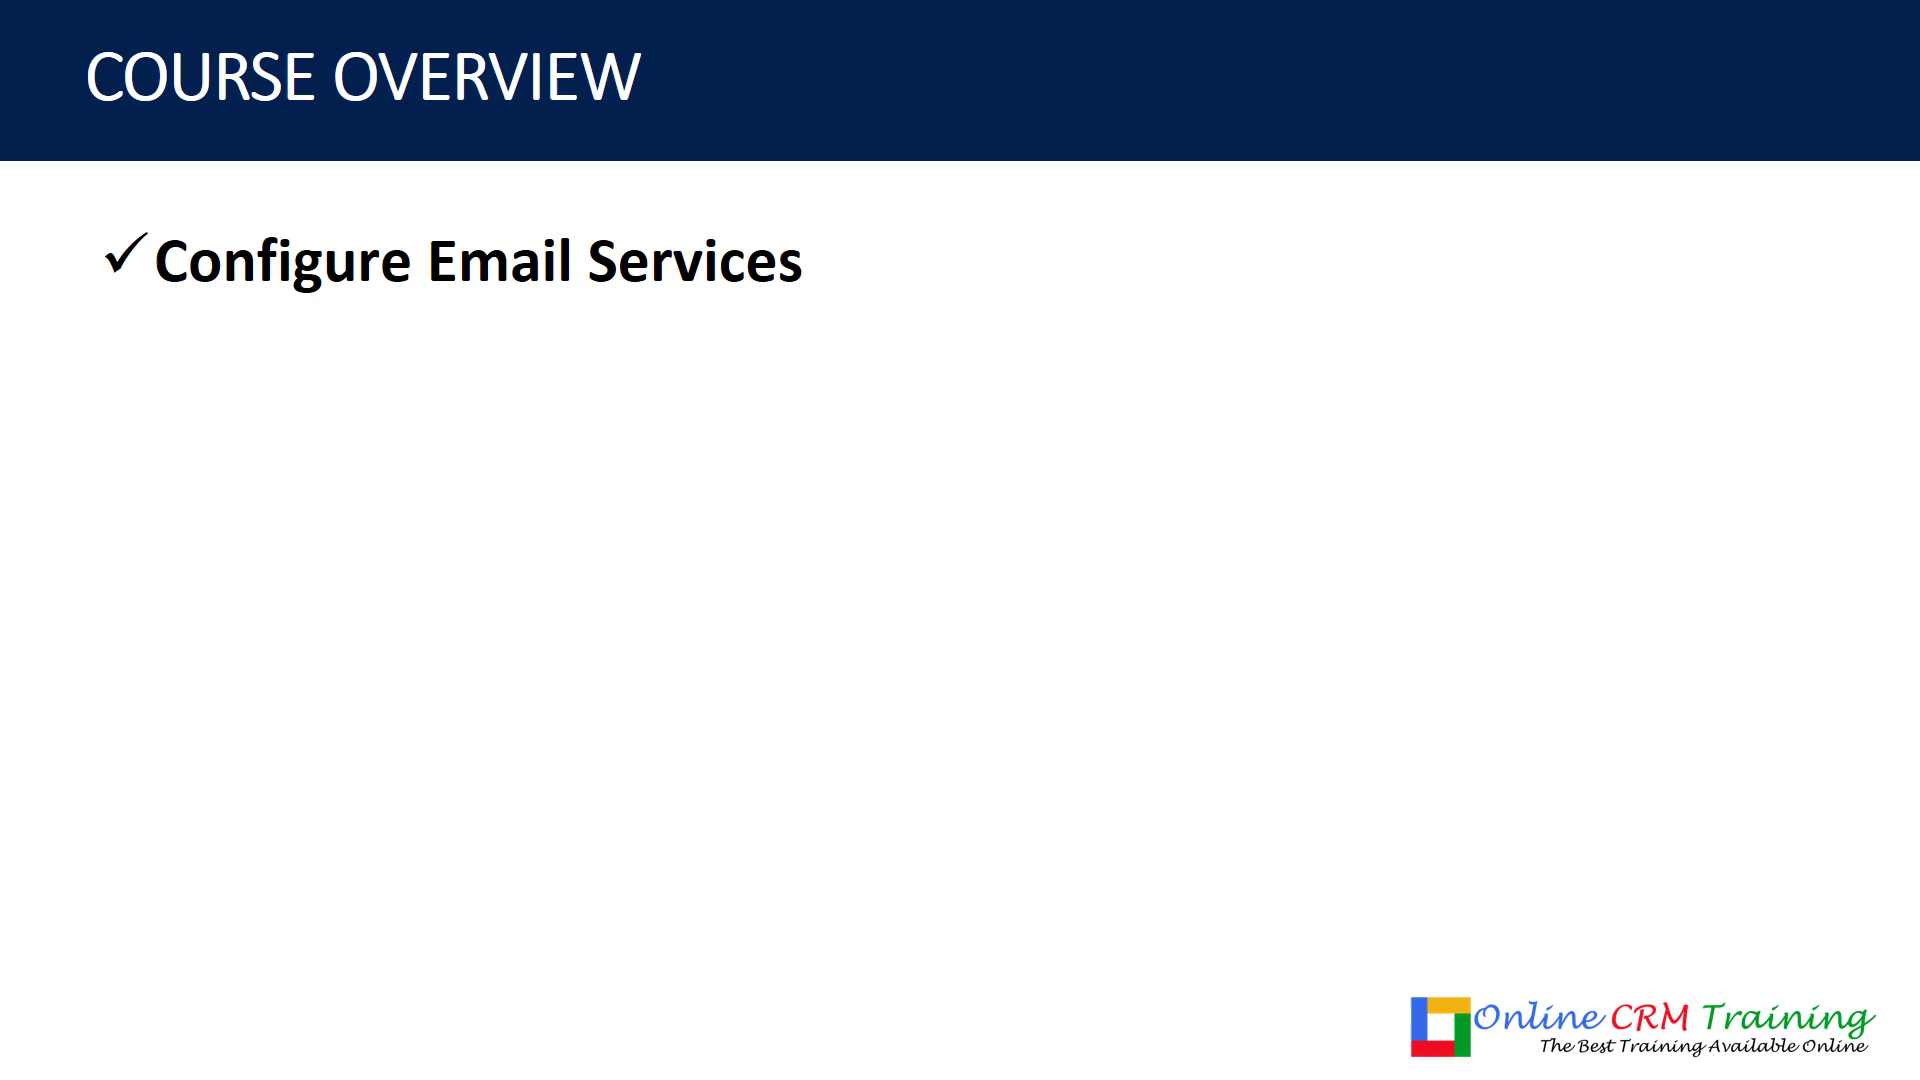 COURSE OVERVIEW
✓ Configure Email Services
Online CRM Training
The Best Training Available Online